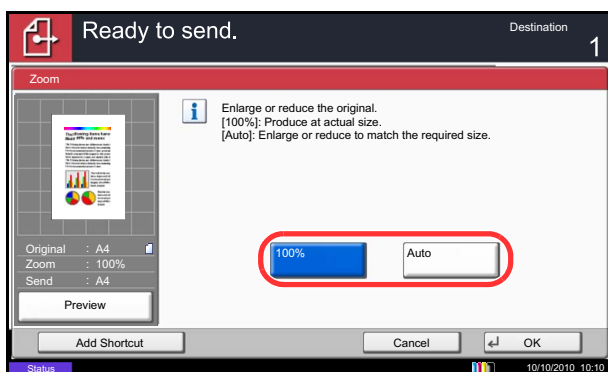 Ready to send.
Destination
1
Zoom
Enlarge or reduce the original.
[100%]: Produce at actual size.
[Auto]: Enlarge or reduce to match the required size.
100%
Auto
Original : A4
Zoom : 100%
Send : A4
Preview
Add Shortcut
Cancel
OK
Status
10/10/2010 10:10